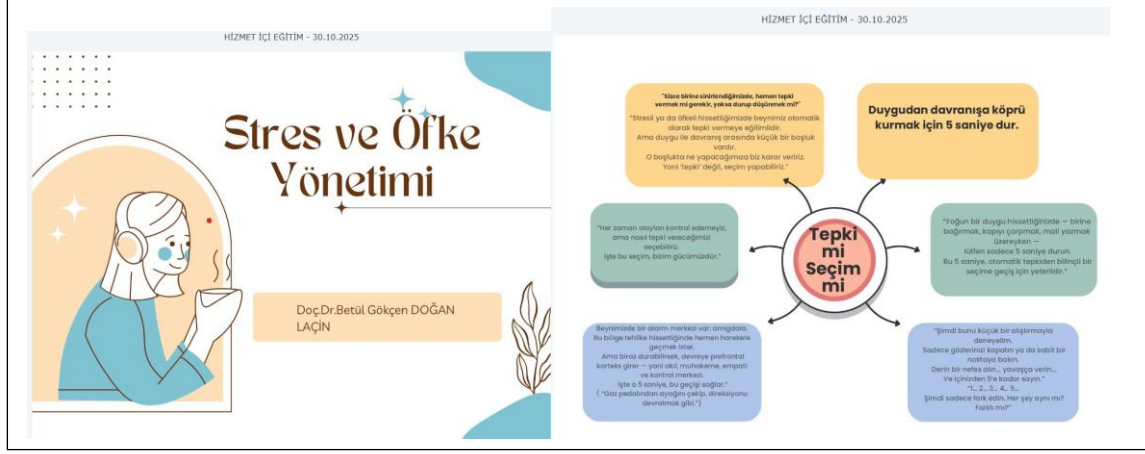 HİZMET İÇİ EĞİTİM - 30.10.2025
Stres ve Öfke
Yönetimi
Doç.Dr.Betül Gökçen DOĞAN
LAÇİN
HİZMET İÇİ EĞİTİM - 30.10.2025
"Sizce birine sinirlendiğimizde, hemen tepki
vermek mi gerekir, yoksa durup düşünmek mi?"
"Stresli ya da öfkeli hissettiğimizde beynimiz otomatik
olarak tepki vermeye eğilimlidir.
Ama duygu ile davranış arasında küçük bir boşluk
vardır.
O boşlukta ne yapacağımıza biz karar veririz.
Yani 'tepki' değil, seçim yapabiliriz."
Duygudan davranışa köprü
kurmak için 5 saniye dur.
"Her zaman olayları kontrol edemeyiz,
ama nasıl tepki vereceğimizi
seçebiliriz.
İşte bu seçim, bizim gücümüzdür."
Tepki
mi
Seçim
mi
"Yoğun bir duygu hissettiğinizde — birine
bağırmak, kapıyı çarpmak, mail yazmak
üzereyken —
lütfen sadece 5 saniye durun.
Bu 5 saniye, otomatik tepkiden bilinçli bir
seçime geçiş için yeterlidir."
Beynimizde bir alarm merkezi var: amigdala.
Bu bölge tehlike hissettiğinde hemen harekete
geçmek ister.
Ama biraz durabilirsek, devreye prefrontal
korteks girer — yani akıl, muhakeme, empati
ve kontrol merkezi.
İşte o 5 saniye, bu geçişi sağlar."
( "Gaz pedalından ayağını çekip, direksiyonu
devralmak gibi.")
"Şimdi bunu küçük bir alıştırmayla
deneyelim.
Sadece gözlerinizi kapatın ya da sabit bir
noktaya bakın.
Derin bir nefes alın… yavaşça verin…
Ve içinizden 5'e kadar sayın."
"1… 2… 3… 4… 5…
Şimdi sadece fark edin. Her şey aynı mı?
Farklı mı?"